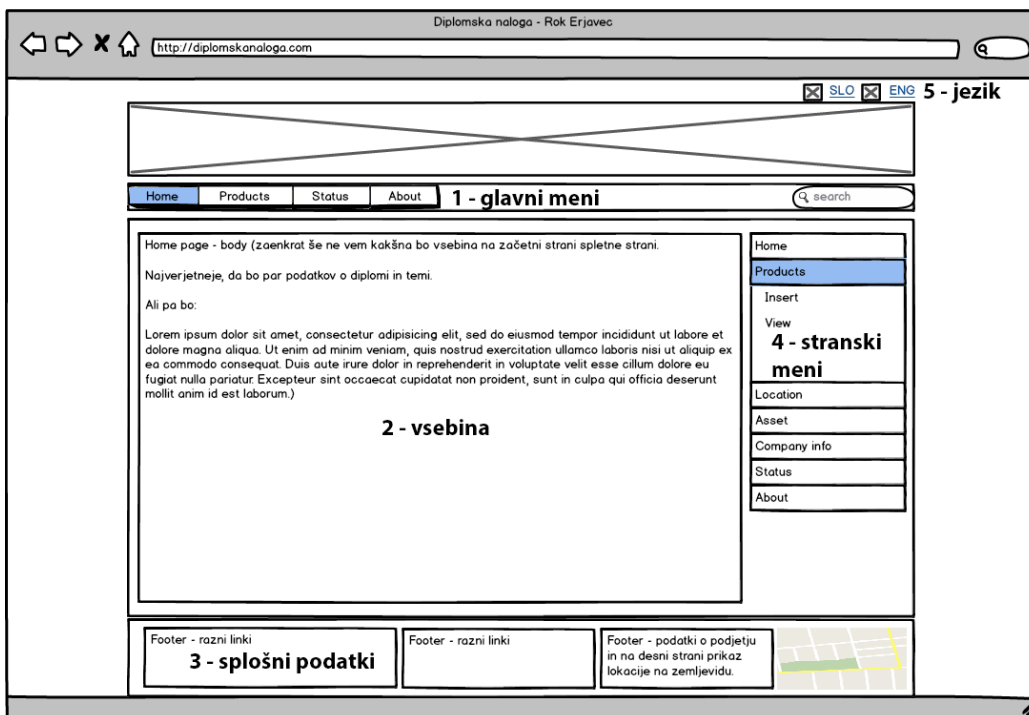 Diplomska naloga - Rok Erjavec
http://diplomskanaloga.com
SLO ENG 5 - jezik
Home Products Status About 1 - glavni meni search
Home page - body (zaenkrat še ne vem kakšna bo vsebina na začetni strani spletne strani.
Najverjetneje, da bo par podatkov o diplomi in temi.
Ali pa bo:
Lorem ipsum dolor sit amet, consectetur adipisicing elit, sed do eiusmod tempor incididunt ut labore et
dolore magna aliqua. Ut enim ad minim veniam, quis nostrud exercitation ullamco laboris nisi ut aliquip ex
ea commodo consequat. Duis aute irure dolor in reprehenderit in voluptate velit esse cillum dolore eu
fugiat nulla pariatur. Excepteur sint occaecat cupidatat non proident, sunt in culpa qui officia deserunt
mollit anim id est laborum.)
2 - vsebina
Home
Products
Insert
View
4 - stranski
meni
Location
Asset
Company info
Status
About
Footer - razni linki
3 - splošni podatki
Footer - razni linki
Footer - podatki o podjetju
in na desni strani prikaz
lokacije na zemljevidu.